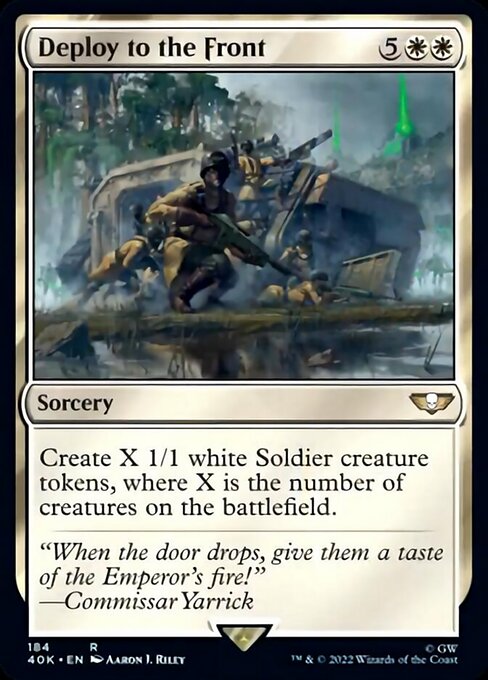 Deploy to the Front 5
Sorcery
Create X 1/1 white Soldier creature
tokens, where X is the number of
creatures on the battlefield.
“When the door drops, give them a taste
of the Emperor’s fire!”
—Commissar Yarrick
184 R
40K • EN Aaron J. Riley
© GW
™ & © 2022 Wizards of the Coast